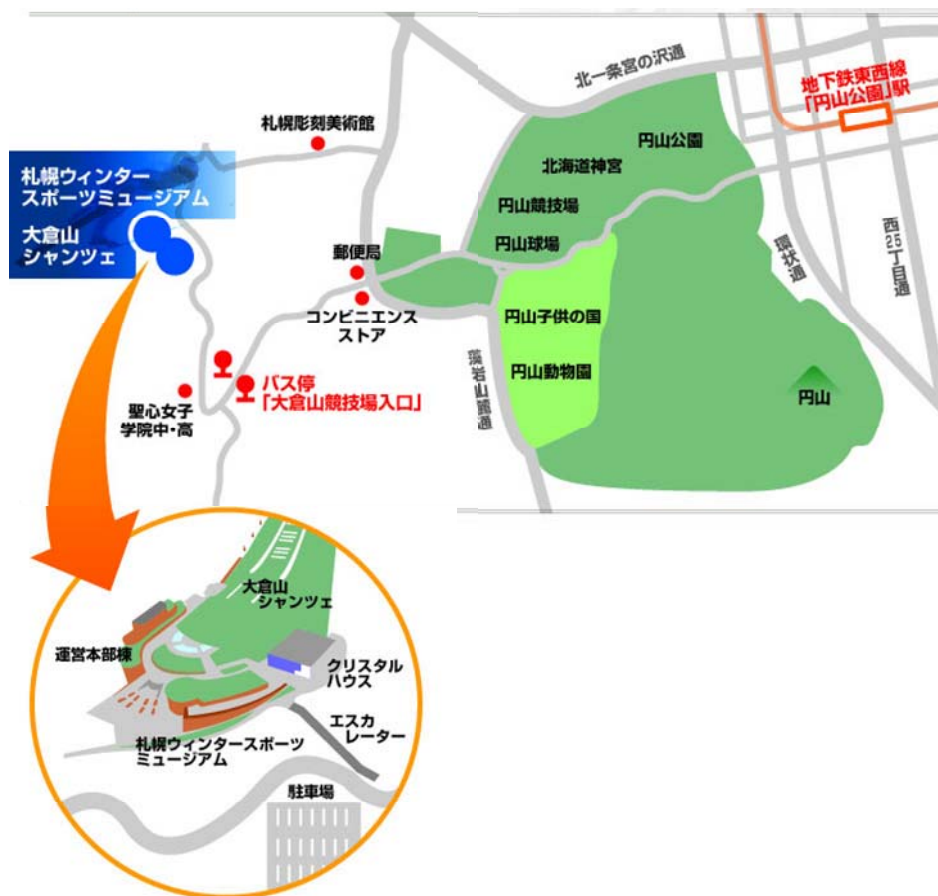 北一条宮の沢通
地下鉄東西線
「円山公園」駅
札幌彫刻美術館
円山公園
北海道神宮
円山競技場
円山球場
札幌ウィンター
スポーツミュージアム
大倉山
シャンツェ
郵便局
コンビニエンス
ストア
円山子供の国
円山動物園
環状通
西25丁目通
藻岩山麓通
円山
バス停
「大倉山競技場入口」
聖心女子
学院中・高
大倉山
シャンツェ
運営本部棟
クリスタル
ハウス
エスカ
レーター
札幌ウィンタースポーツ
ミュージアム
駐車場